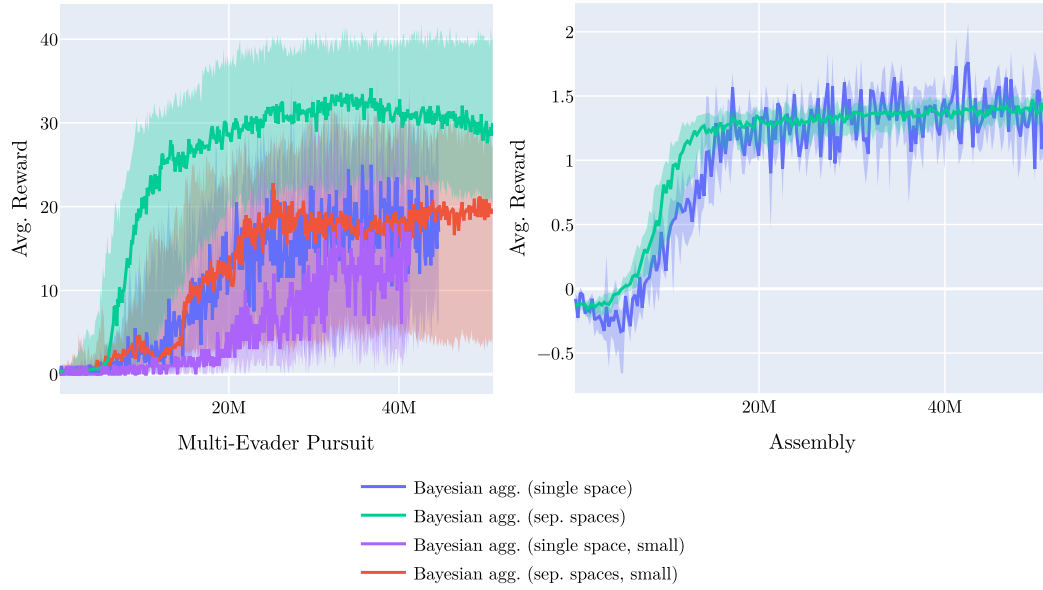 40
30
20
10
0
Avg. Reward
20M
40M
Multi-Evader Pursuit
2
1.5
1
0.5
0
−0.5
Avg. Reward
20M
40M
Assembly
Bayesian agg. (single space)
Bayesian agg. (sep. spaces)
Bayesian agg. (single space, small)
Bayesian agg. (sep. spaces, small)